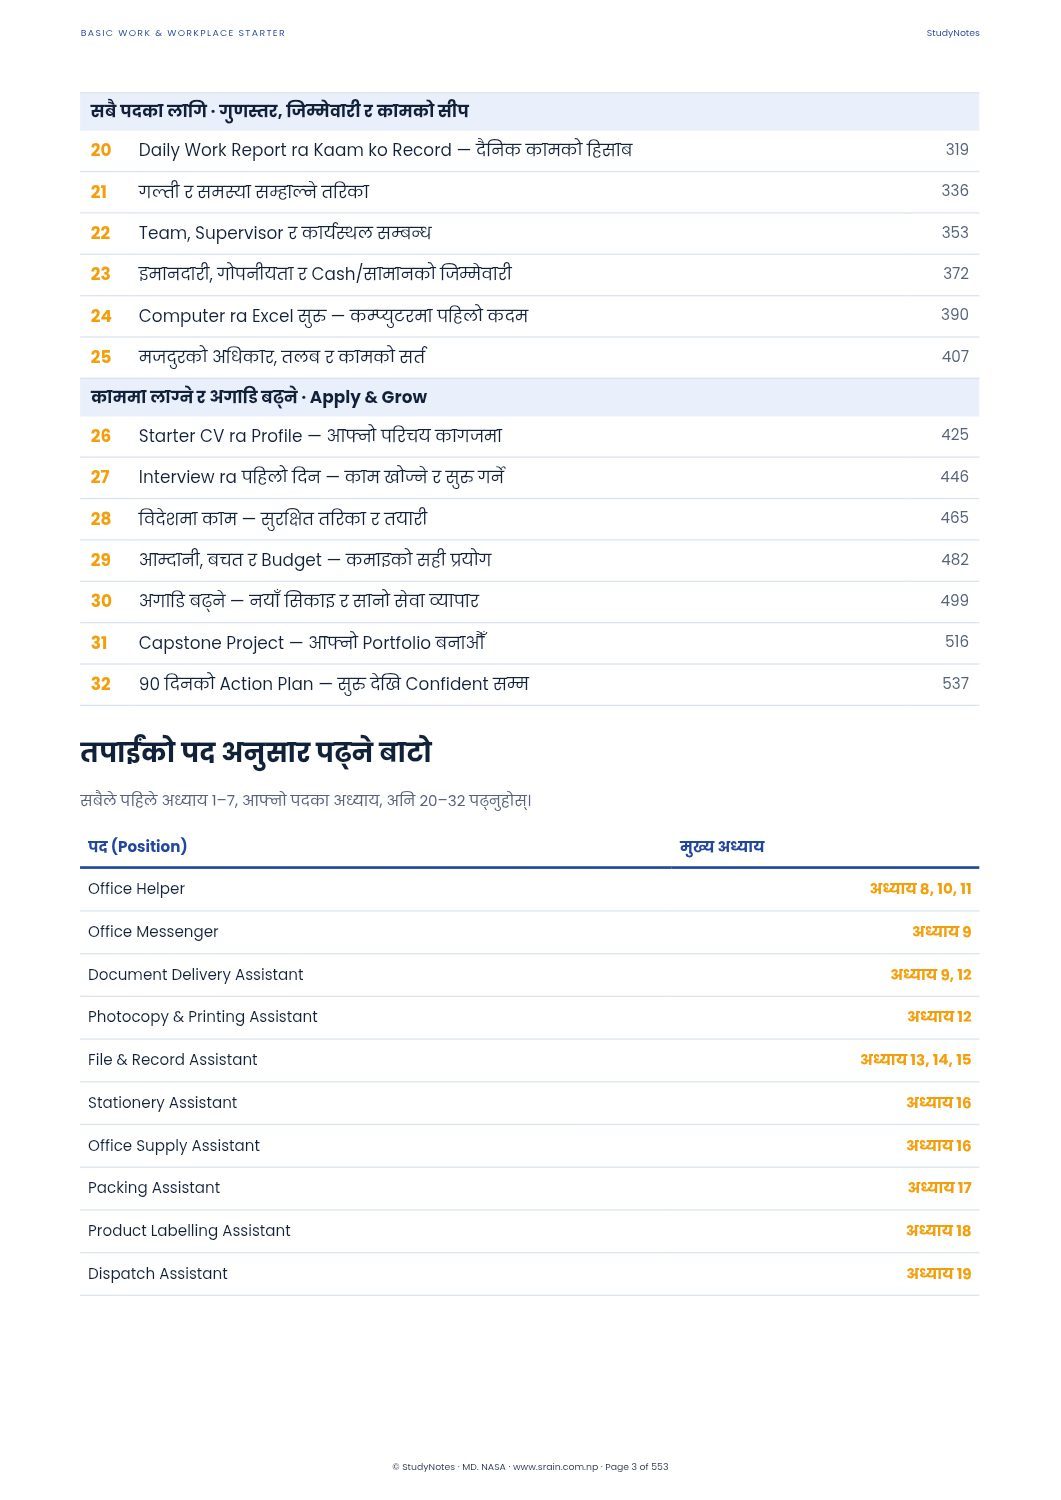 BASIC WORK & WORKPLACE STARTER StudyNotes
सबै पदका लागि · गुणस्तर, जिम्मेवारी र कामको सीप
20 Daily Work Report ra Kaam ko Record — दैनिक कामको हिसाब 319
21 गल्ती र समस्या सम्हाल्ने तरिका 336
22 Team, Supervisor र कार्यस्थल सम्बन्ध 353
23 इमानदारी, गोपनीयता र Cash/सामानको जिम्मेवारी 372
24 Computer ra Excel सुरु — कम्प्युटरमा पहिलो कदम 390
25 मजदुरको अधिकार, तलब र कामको सर्त 407
काममा लाग्ने र अगाडि बढ्ने · Apply & Grow
26 Starter CV ra Profile — आफ्नो परिचय कागजमा 425
27 Interview ra पहिलो दिन — काम खोज्ने र सुरु गर्ने 446
28 विदेशमा काम — सुरक्षित तरिका र तयारी 465
29 आम्दानी, बचत र Budget — कमाइको सही प्रयोग 482
30 अगाडि बढ्ने — नयाँ सिकाइ र सानो सेवा व्यापार 499
31 Capstone Project — आफ्नो Portfolio बनाऔँ 516
32 90 दिनको Action Plan — सुरु देखि Confident सम्म 537
तपाईंको पद अनुसार पढ्ने बाटो
सबैले पहिले अध्याय 1–7, आफ्नो पदका अध्याय, अनि 20–32 पढ्नुहोस्।
पद (Position) मुख्य अध्याय
Office Helper अध्याय 8, 10, 11
Office Messenger अध्याय 9
Document Delivery Assistant अध्याय 9, 12
Photocopy & Printing Assistant अध्याय 12
File & Record Assistant अध्याय 13, 14, 15
Stationery Assistant अध्याय 16
Office Supply Assistant अध्याय 16
Packing Assistant अध्याय 17
Product Labelling Assistant अध्याय 18
Dispatch Assistant अध्याय 19
© StudyNotes · MD. NASA · www.srain.com.np · Page 3 of 553